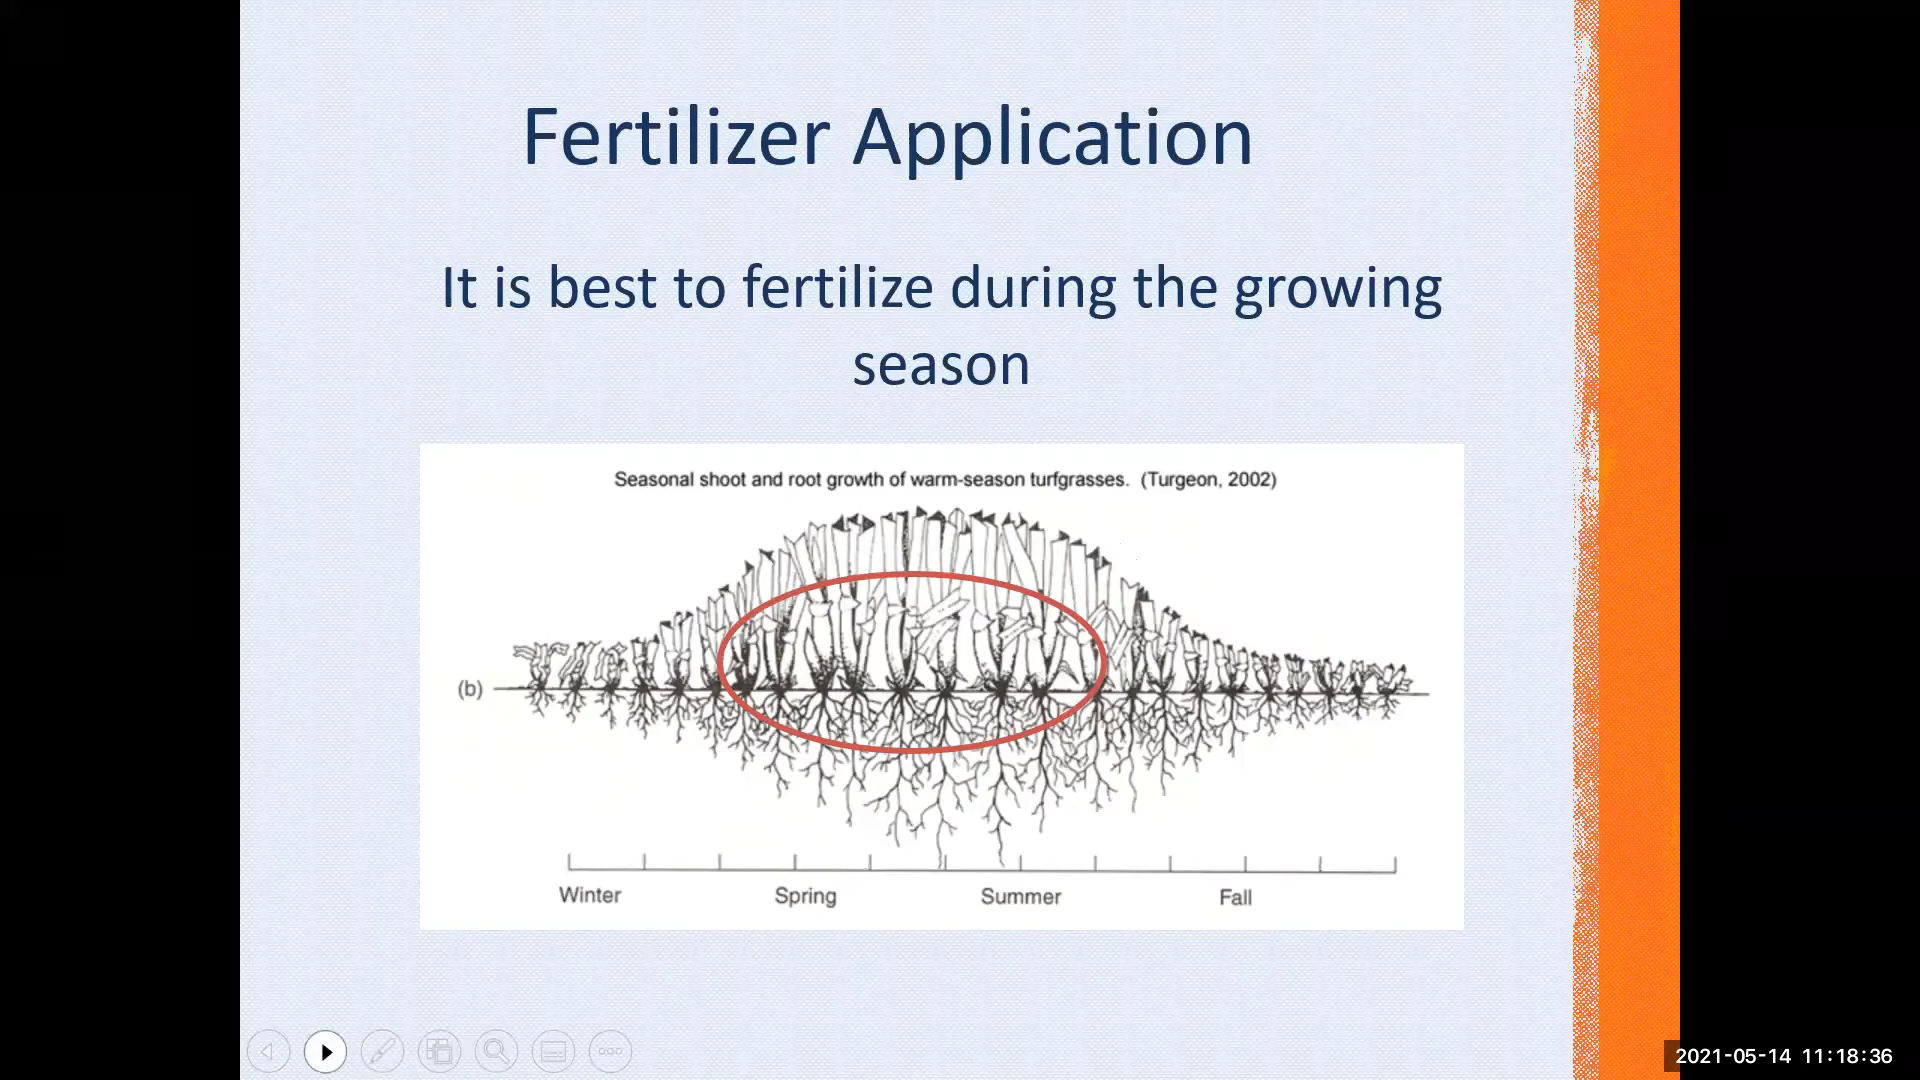 Fertilizer Application
It is best to fertilize during the growing
season
Seasonal shoot and root growth of warm-season turfgrasses. (Turgeon, 2002)
(b)
Winter Spring Summer Fall
2021-05-14 11:18:36